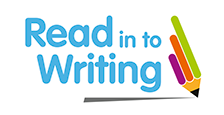 Read in to
Writing